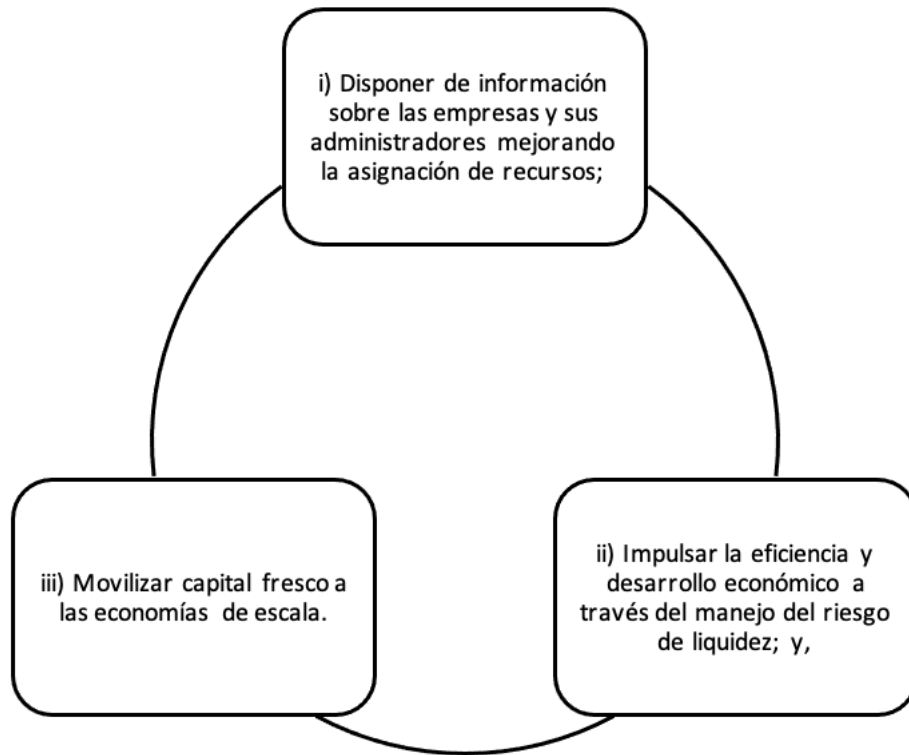 i) Disponer de información
sobre las empresas y sus
administradores mejorando
la asignación de recursos;
iii) Movilizar capital fresco a
las economías de escala.
ii) Impulsar la eficiencia y
desarrollo económico a
través del manejo del riesgo
de liquidez; y,